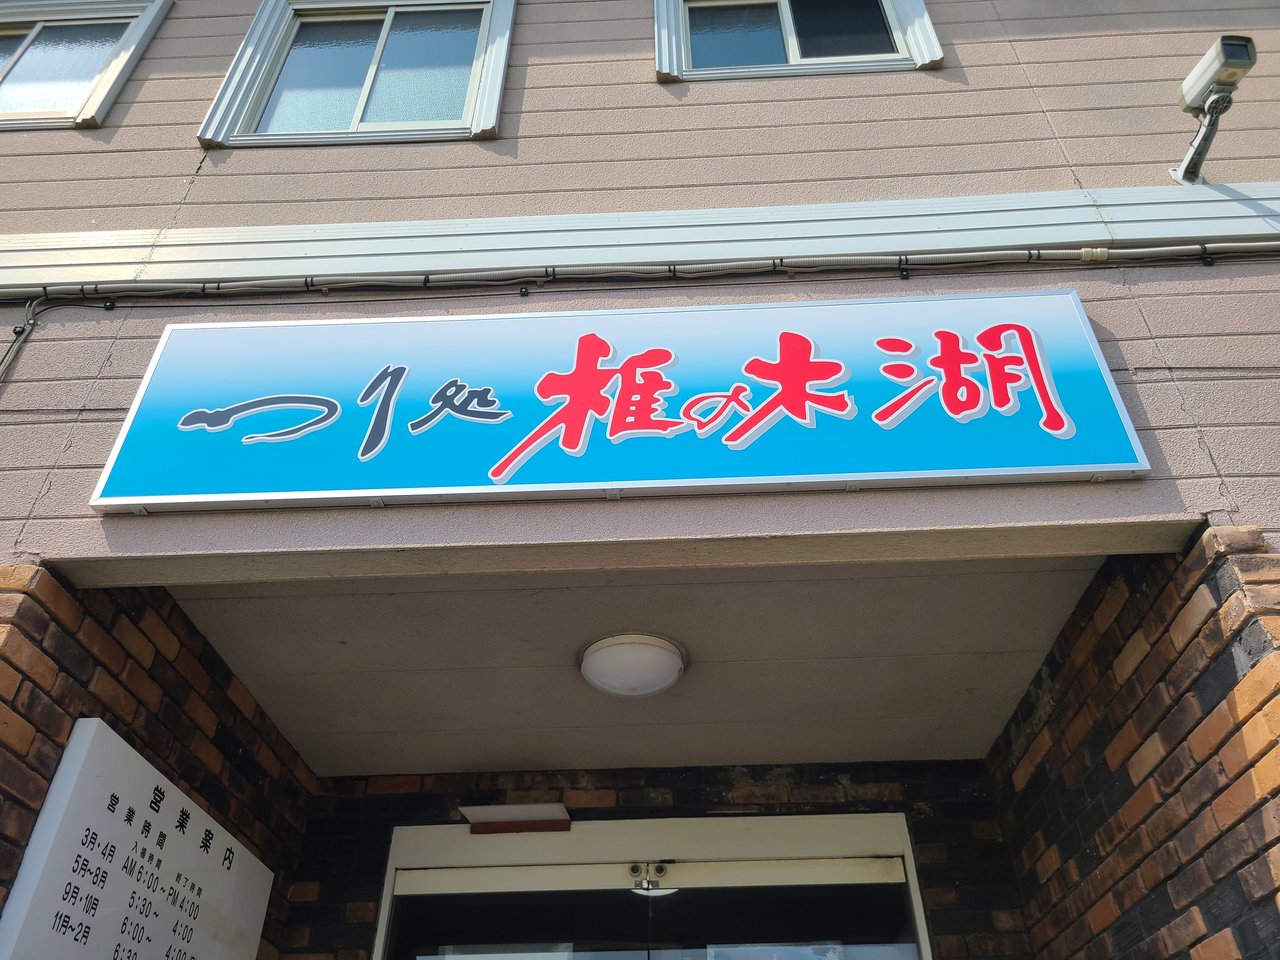 つり処 椎の木湖
営業案内
営業時間
入場時間 終了時間
3月・4月 AM 6:00～PM 4:00
5月～8月 5:30～ 4:00
9月・10月 6:00～ 4:00
11月～2月 6:30